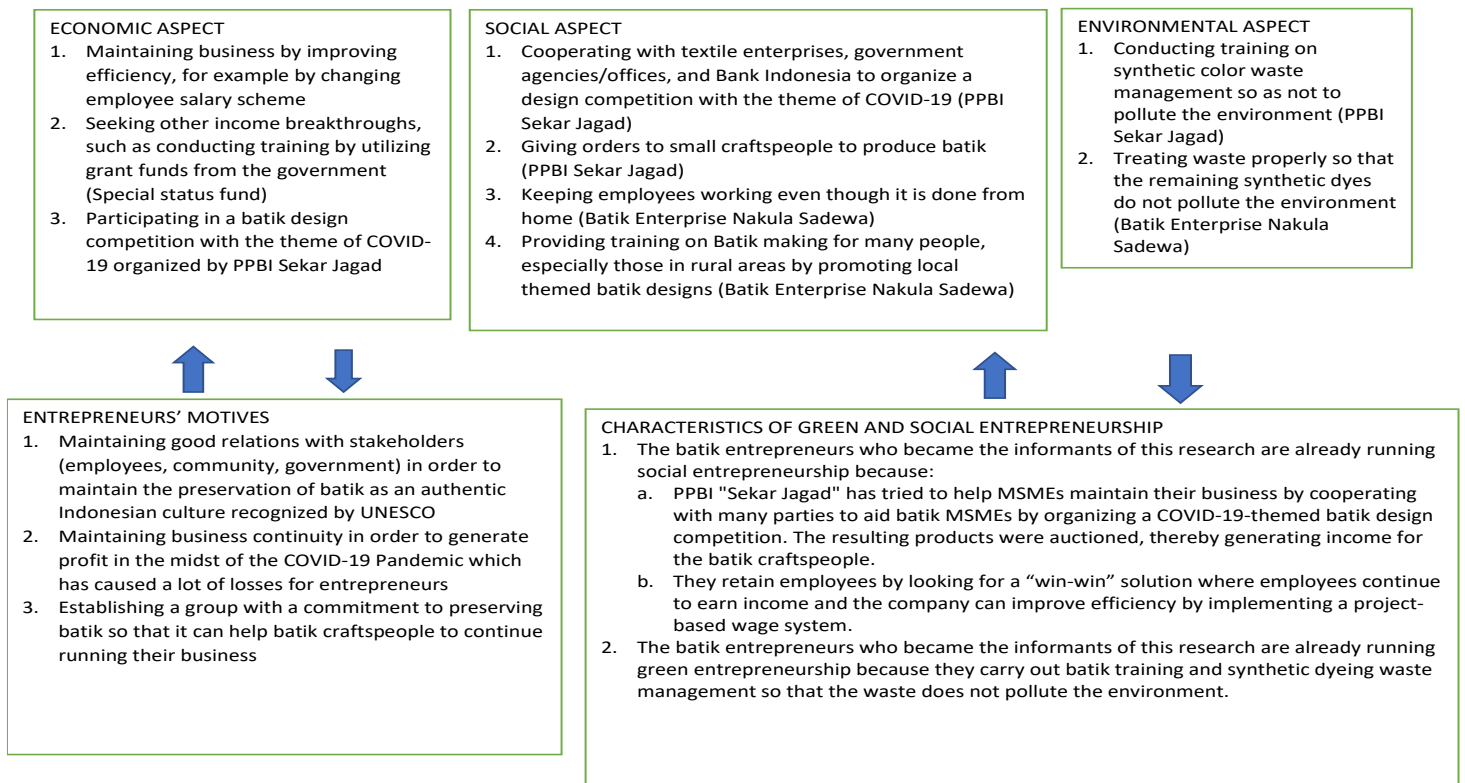 ECONOMIC ASPECT
1. Maintaining business by improving
efficiency, for example by changing
employee salary scheme
2. Seeking other income breakthroughs,
such as conducting training by utilizing
grant funds from the government
(Special status fund)
3. Participating in a batik design
competition with the theme of COVID-
19 organized by PPBI Sekar Jagad
SOCIAL ASPECT
1. Cooperating with textile enterprises, government
agencies/offices, and Bank Indonesia to organize a
design competition with the theme of COVID-19 (PPBI
Sekar Jagad)
2. Giving orders to small craftspeople to produce batik
(PPBI Sekar Jagad)
3. Keeping employees working even though it is done from
home (Batik Enterprise Nakula Sadewa)
4. Providing training on Batik making for many people,
especially those in rural areas by promoting local
themed batik designs (Batik Enterprise Nakula Sadewa)
ENVIRONMENTAL ASPECT
1. Conducting training on
synthetic color waste
management so as not to
pollute the environment (PPBI
Sekar Jagad)
2. Treating waste properly so that
the remaining synthetic dyes
do not pollute the environment
(Batik Enterprise Nakula
Sadewa)
ENTREPRENEURS’ MOTIVES
1. Maintaining good relations with stakeholders
(employees, community, government) in order to
maintain the preservation of batik as an authentic
Indonesian culture recognized by UNESCO
2. Maintaining business continuity in order to generate
profit in the midst of the COVID-19 Pandemic which
has caused a lot of losses for entrepreneurs
3. Establishing a group with a commitment to preserving
batik so that it can help batik craftspeople to continue
running their business
CHARACTERISTICS OF GREEN AND SOCIAL ENTREPRENEURSHIP
1. The batik entrepreneurs who became the informants of this research are already running
social entrepreneurship because:
a. PPBI "Sekar Jagad" has tried to help MSMEs maintain their business by cooperating
with many parties to aid batik MSMEs by organizing a COVID-19-themed batik design
competition. The resulting products were auctioned, thereby generating income for
the batik craftspeople.
b. They retain employees by looking for a “win-win” solution where employees continue
to earn income and the company can improve efficiency by implementing a project-
based wage system.
2. The batik entrepreneurs who became the informants of this research are already running
green entrepreneurship because they carry out batik training and synthetic dyeing waste
management so that the waste does not pollute the environment.